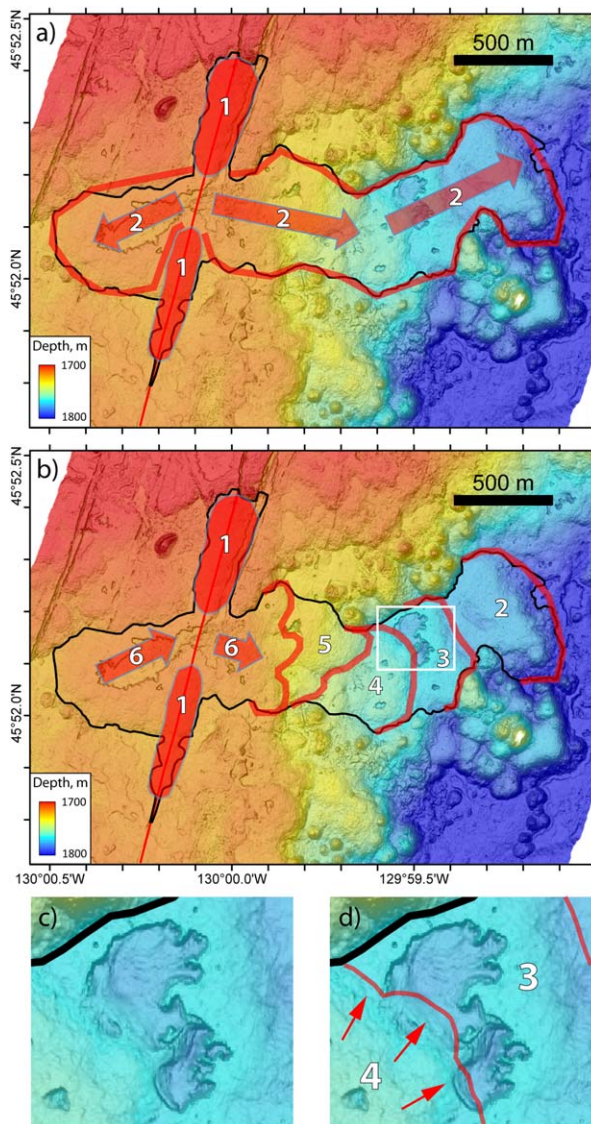 a)
500 m
45°52.5'N
1
2
2
2
1
45°52.0'N
Depth, m
1700
1800
b)
500 m
45°52.5'N
1
2
6
6
5
3
4
1
45°52.0'N
Depth, m
1700
1800
130°00.5'W
130°00.0'W
129°59.5'W
c)
d)
3
4